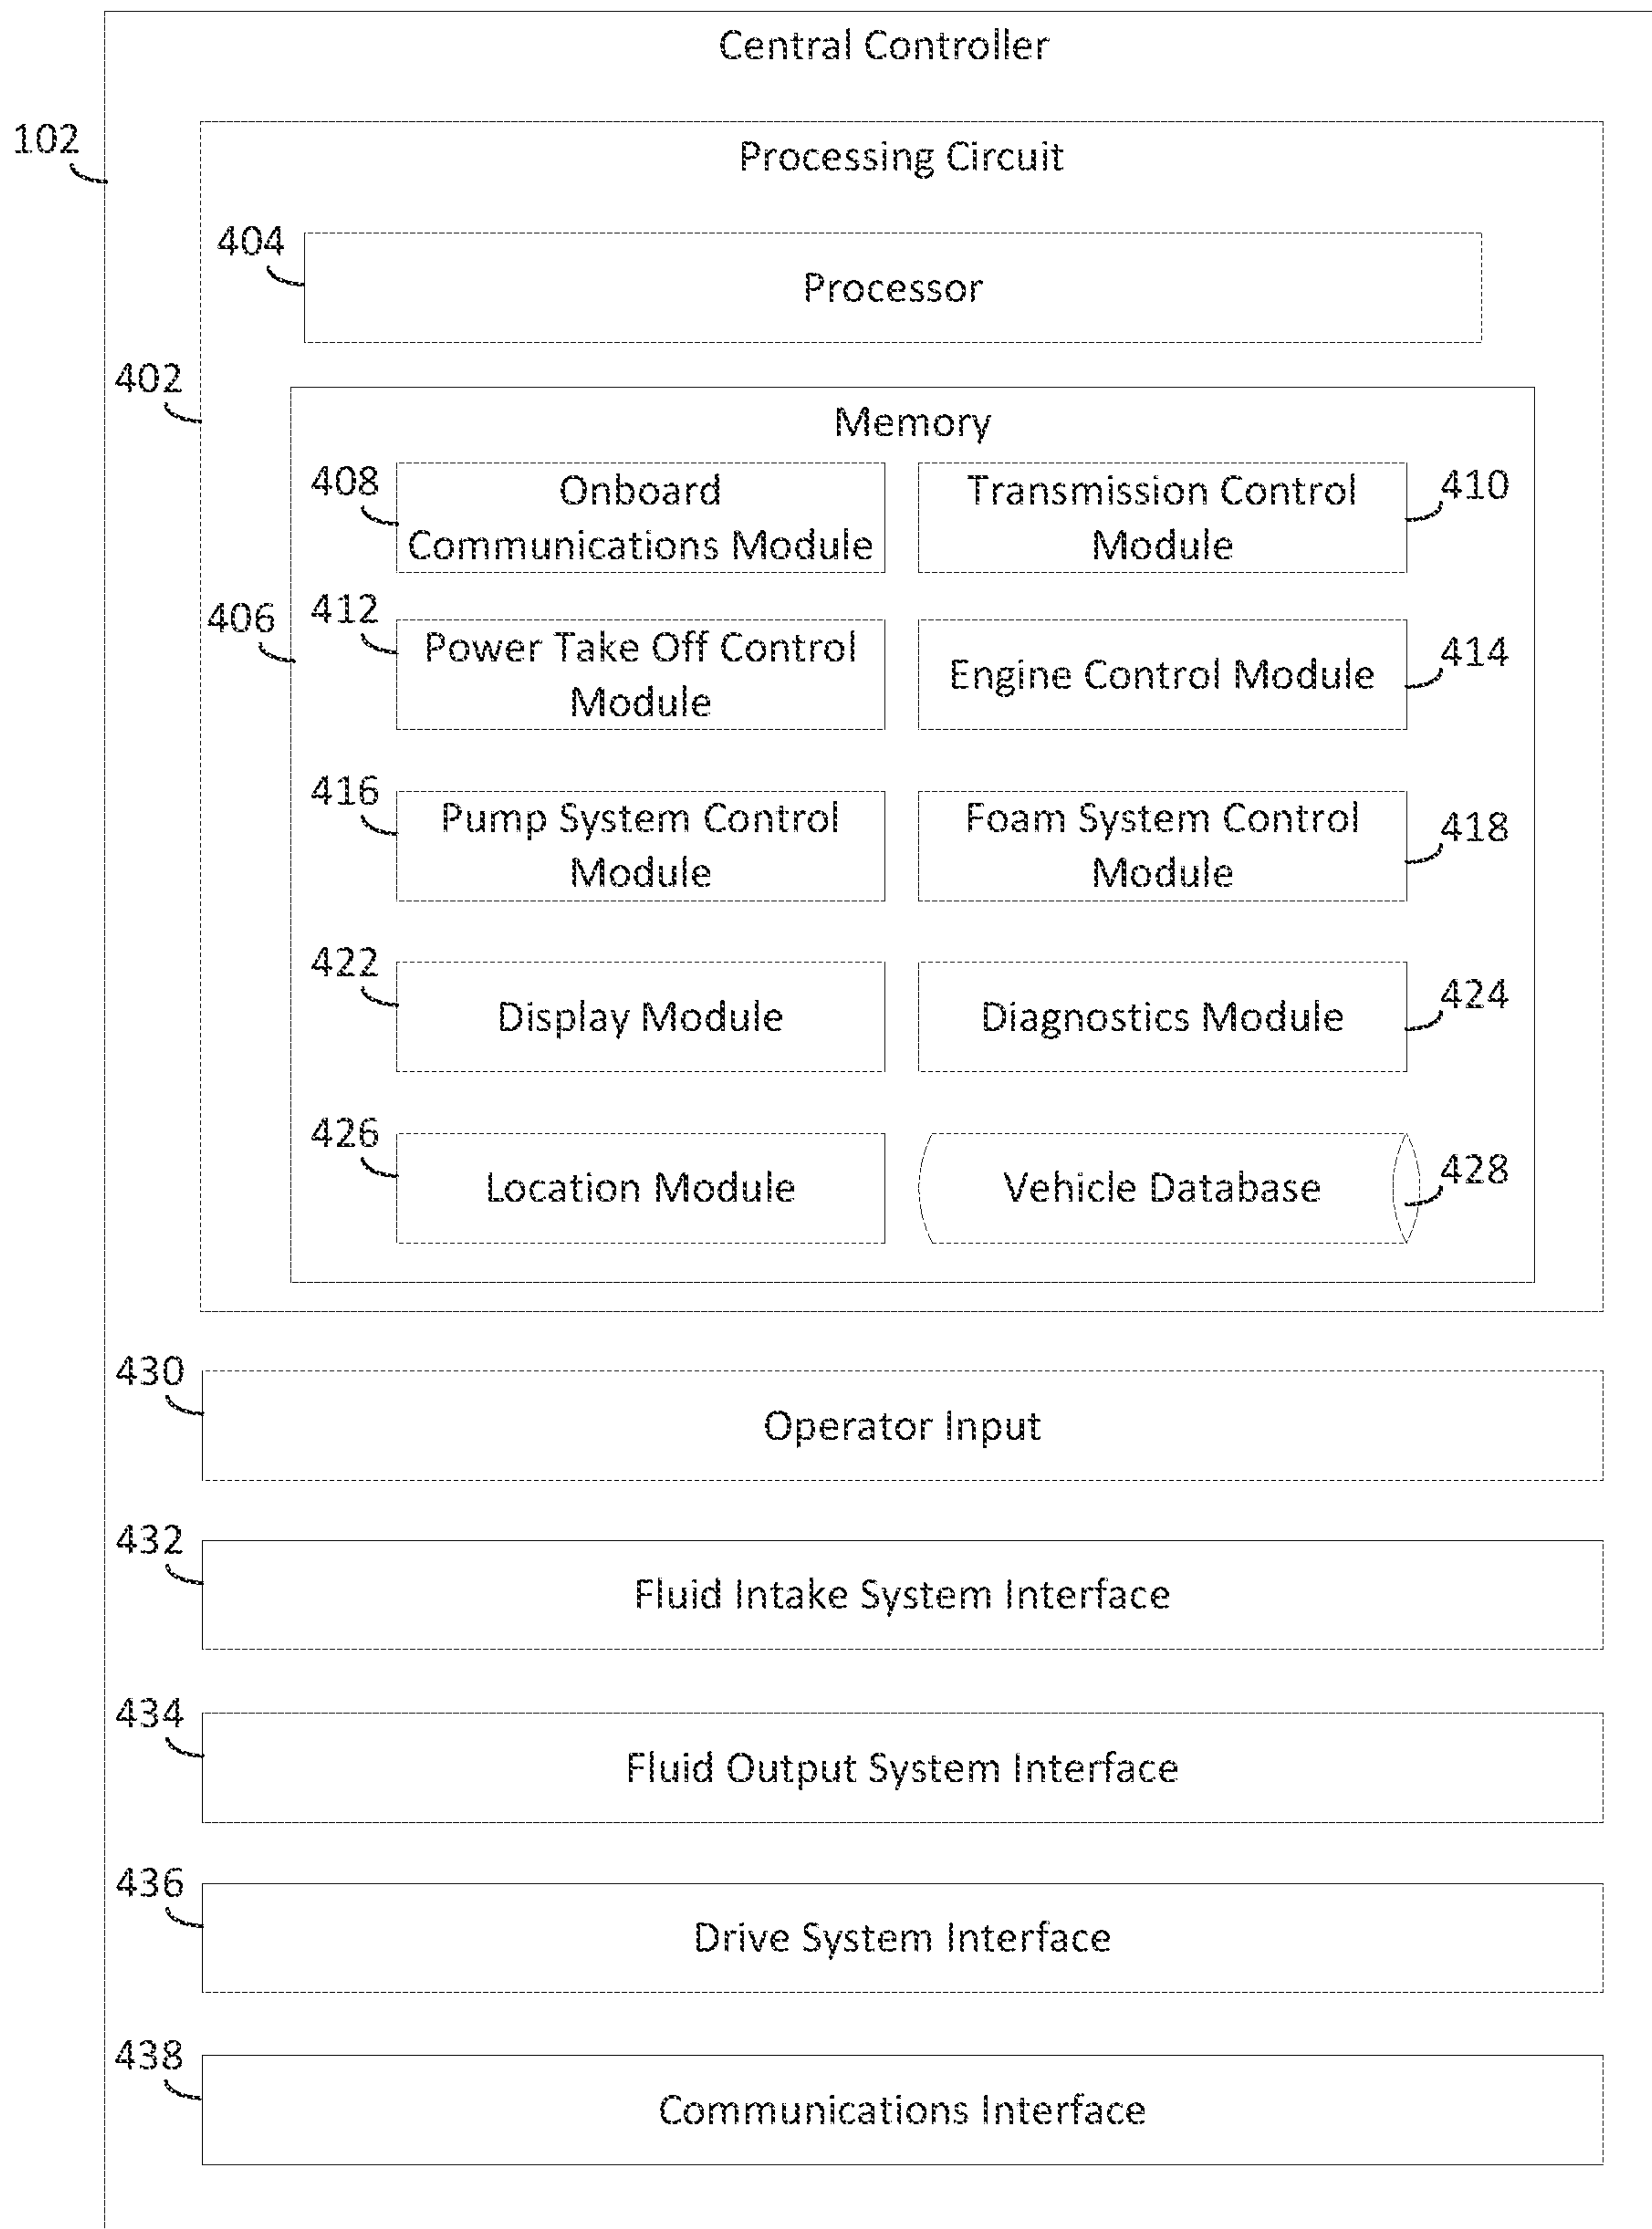 Central Controller
102
Processing Circuit
404
Processor
402
Memory
408
Onboard
Communications Module
Transmission Control
Module
410
406
412
Power Take Off Control
Module
Engine Control Module
414
416
Pump System Control
Module
Foam System Control
Module
418
422
Display Module
Diagnostics Module
424
426
Location Module
Vehicle Database
428
430
Operator Input
432
Fluid Intake System Interface
434
Fluid Output System Interface
436
Drive System Interface
438
Communications Interface